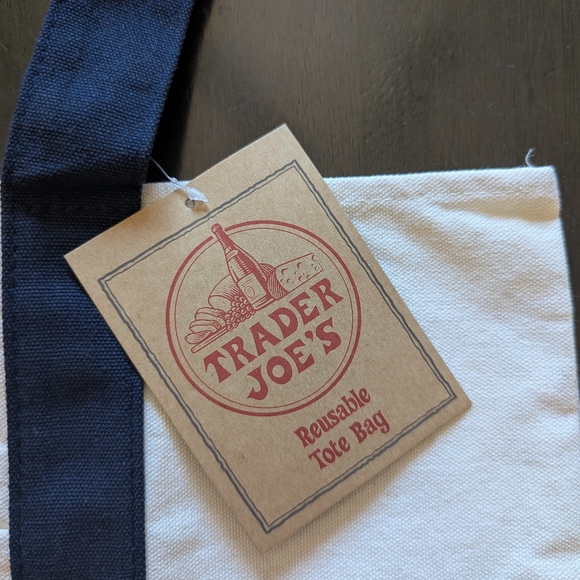 TRADER
JOE'S
Reusable
Tote Bag